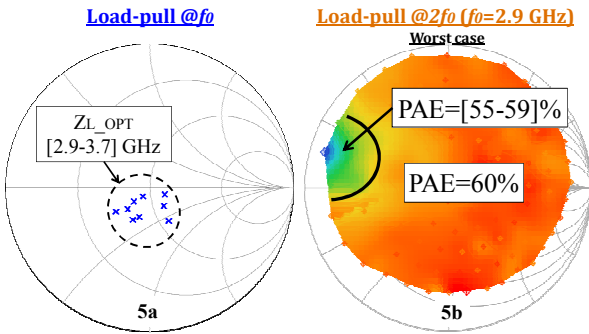 Load-pull @f0
Load-pull @2f0 (f0=2.9 GHz)
Worst case
ZL_OPT
[2.9-3.7] GHz
PAE=[55-59]%
PAE=60%
5a
5b